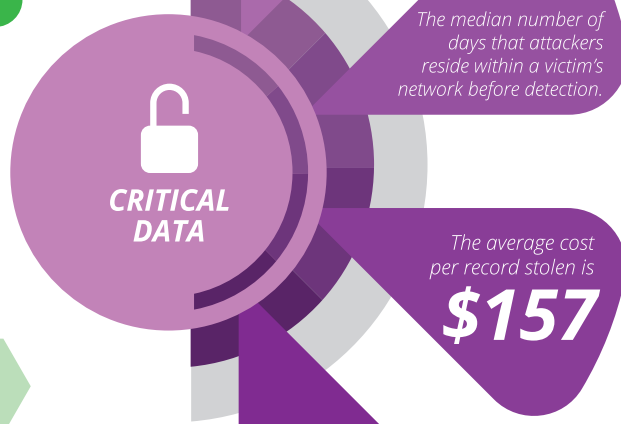 The median number of
days that attackers
reside within a victim's
network before detection.
CRITICAL
DATA
The average cost
per record stolen is
$157